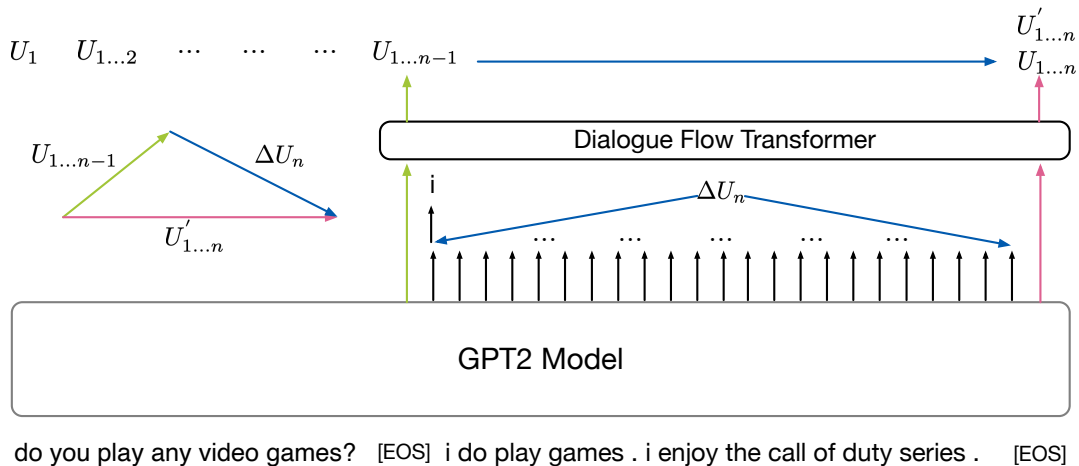 U′1...n
U1 U1...2 ... ... ... U1...n−1 U1...n
Dialogue Flow Transformer
U1...n−1 ΔUn
i ΔUn
U′1...n
... ... ... ... ...
GPT2 Model
do you play any video games? [EOS] i do play games . i enjoy the call of duty series . [EOS]